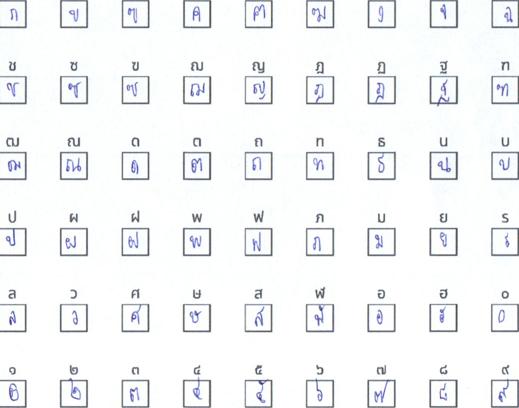 ก ข ฃ ค ฅ ฆ ง จ ฉ
ช ซ ฃ ฌ ญ ฎ ฏ ฐ ฑ
ช ซ ฃ ฌ ญ ฎ ฏ ฐ ฑ
ฒ ณ ด ต ถ ท ธ น บ
ฒ ณ ด ต ถ ท ธ น บ
ป ผ ฝ พ ฟ ภ ม ย ร
ป ผ ฝ พ ฟ ภ ม ย ร
ล ว ศ ษ ส ฬ อ ฮ ๐
ล ว ศ ษ ส ฬ อ ฮ ๐
๑ ๒ ๓ ๔ ๕ ๖ ๗ ๘ ๙
๑ ๒ ๓ ๔ ๕ ๖ ๗ ๘ ๙